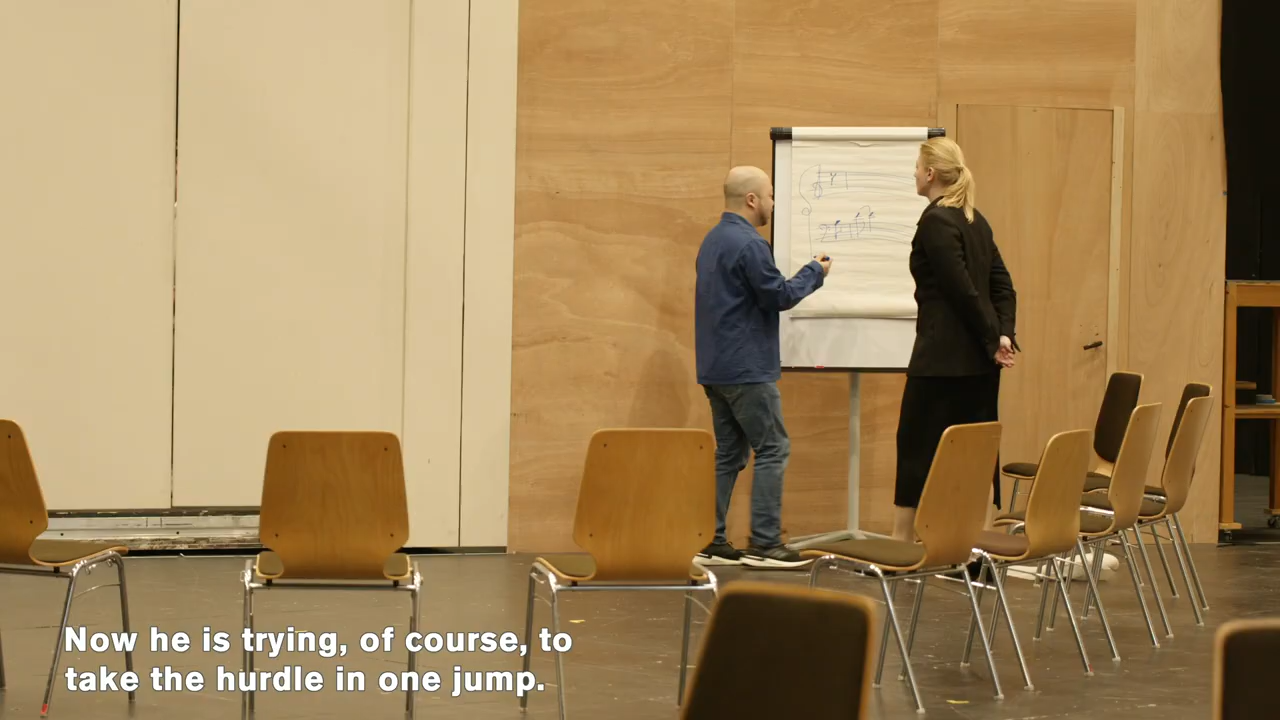 Now he is trying, of course, to
take the hurdle in one jump.